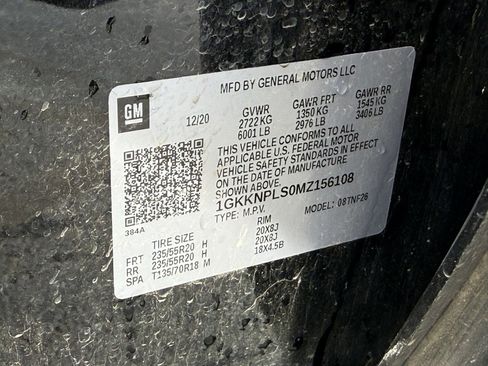 MFD BY GENERAL MOTORS LLC
GM
12/20
GVWR GAWR FRT GAWR RR
2722 KG 1350 KG 1545 KG
6001 LB 2976 LB 3406 LB
THIS VEHICLE CONFORMS TO ALL
APPLICABLE U.S. FEDERAL MOTOR
VEHICLE SAFETY STANDARDS IN EFFECT ON
THE DATE OF MANUFACTURE
SHOWN ABOVE.
1GKKNPLS0MZ156108
TYPE: M.P.V. MODEL: 08TNF26
384A
TIRE SIZE RIM
FRT 235/55R20 H 20X8J
RR 235/55R20 H 20X8J
SPA T135/70R18 M 18X4.5B